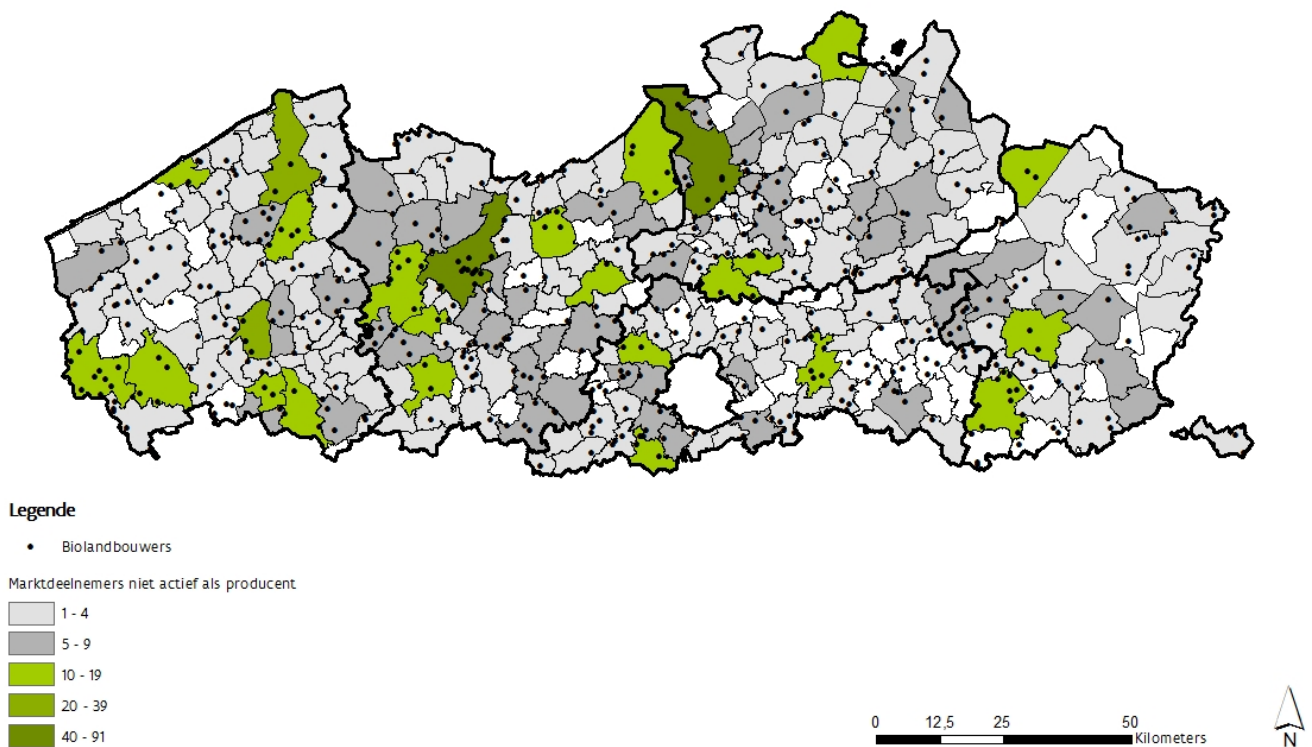 Legende
Biolandbouwers
Marktdeelnemers niet actief als producent
1 - 4
5 - 9
10 - 19
20 - 39
40 - 91
0 12,5 25 50
Kilometers
N